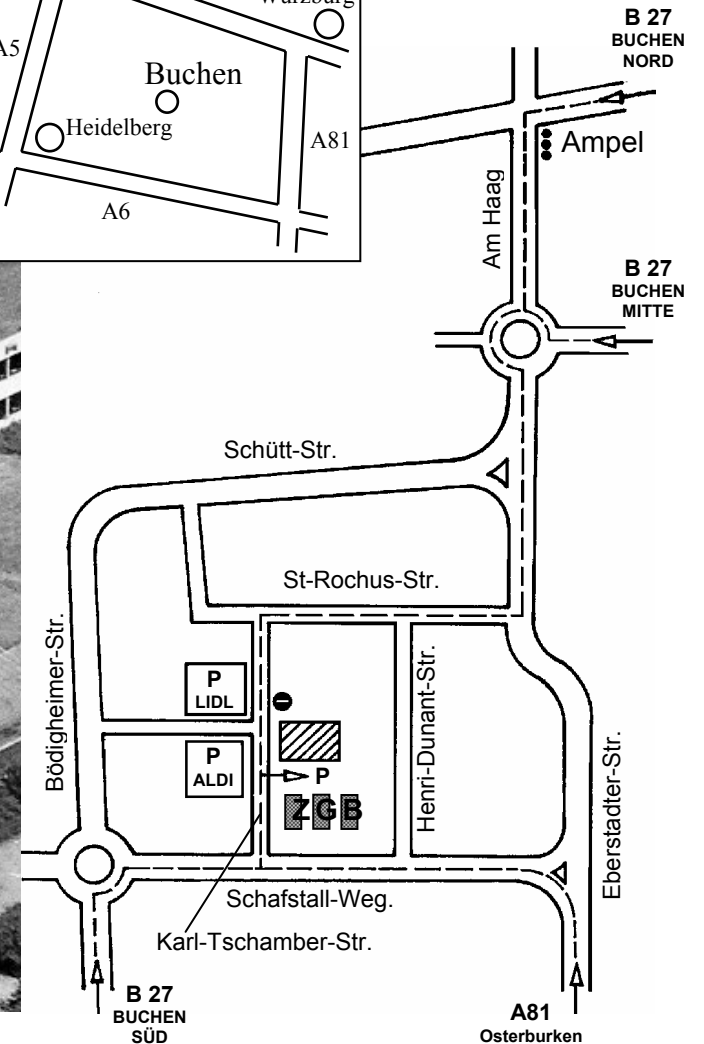 Würzburg
A5
Buchen
Heidelberg
A81
A6
B 27
BUCHEN
NORD
Ampel
Am Haag
B 27
BUCHEN
MITTE
Schütt-Str.
St-Rochus-Str.
Bödigheimer-Str.
P
LIDL
P
ALDI
P
ZGB
Henri-Dunant-Str.
Eberstadter-Str.
Schafstall-Weg.
Karl-Tschamber-Str.
B 27
BUCHEN
SÜD
A81
Osterburken